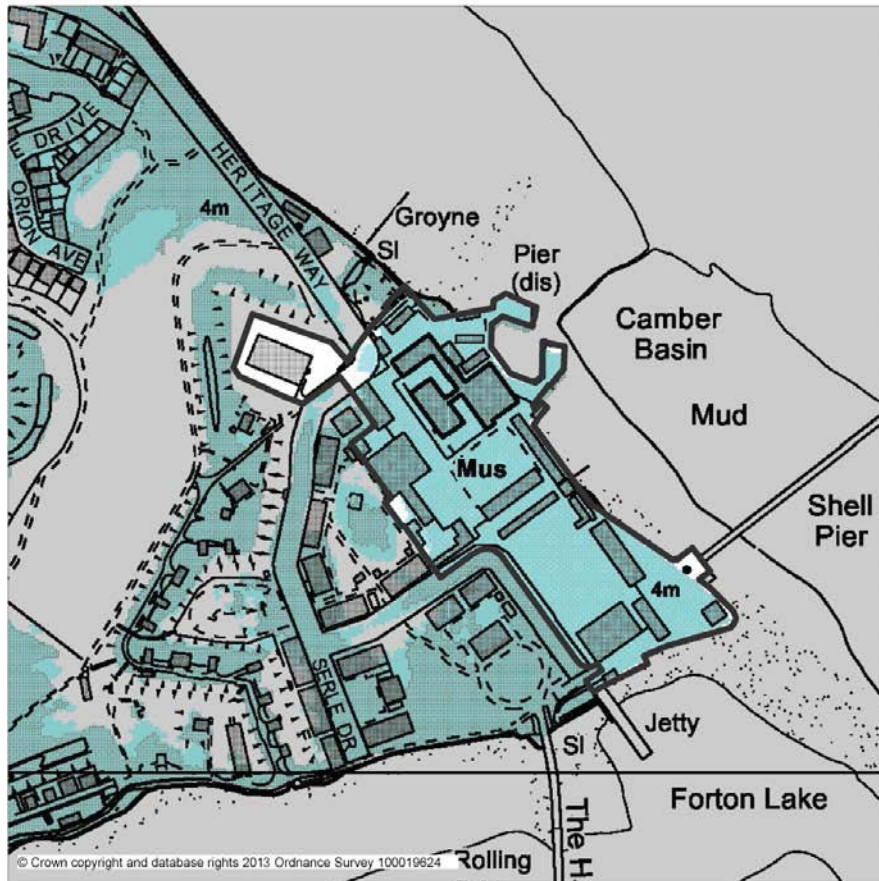 E DRIVE
ORION AVE
4m
HERITAGE WAY
Groyne
Sl
Pier
(dis)
Camber
Basin
Mud
Mus
Shell
Pier
4m
SERLE DR
Jetty
Sl
The H
Forton Lake
Rolling
© Crown copyright and database rights 2013 Ordnance Survey 100019624